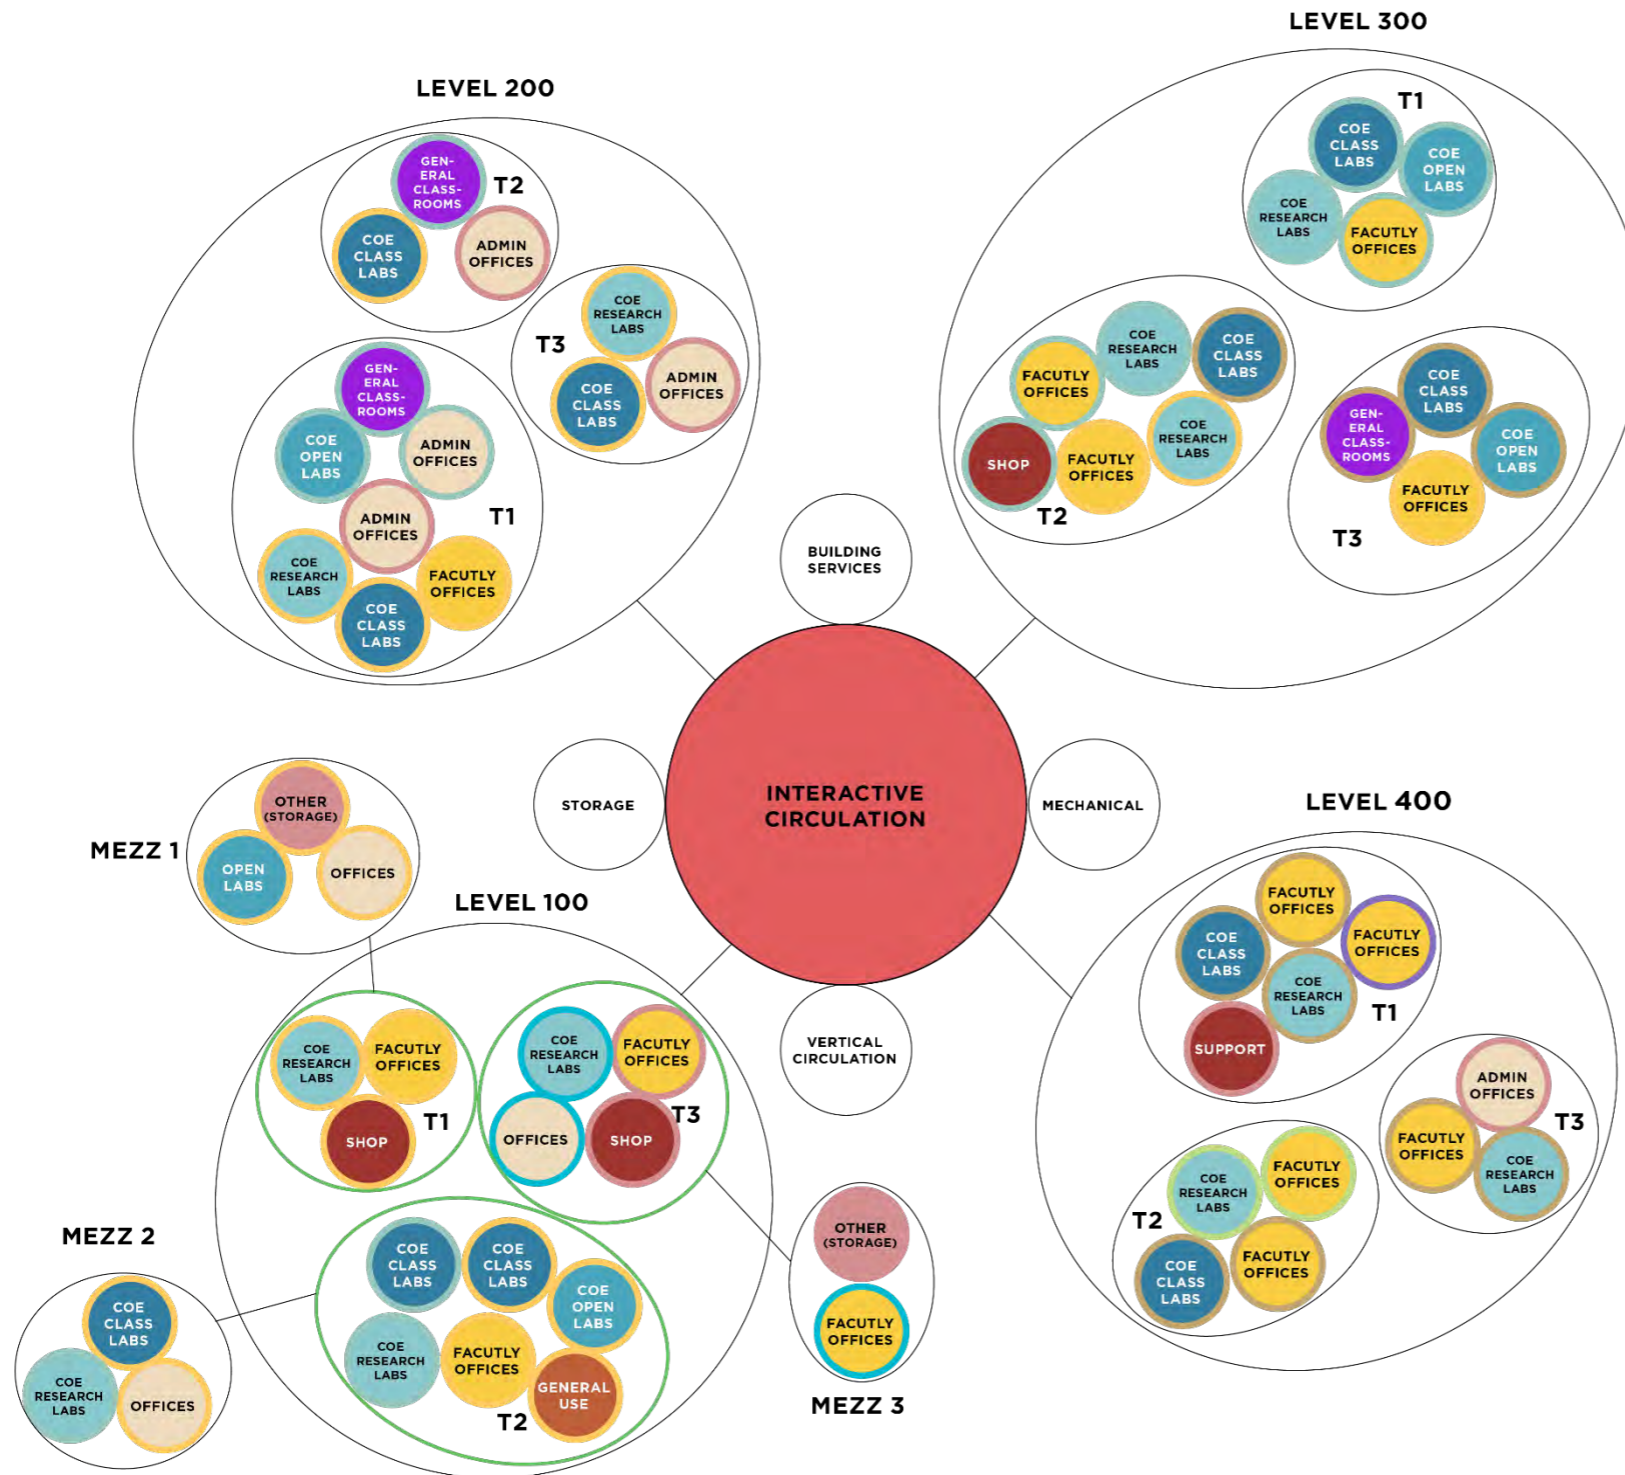 LEVEL 200
GEN-
ERAL
CLASS-
ROOMS
T2
COE
CLASS
LABS
ADMIN
OFFICES
COE
RESEARCH
LABS
T3
COE
CLASS
LABS
ADMIN
OFFICES
GEN-
ERAL
CLASS-
ROOMS
COE
OPEN
LABS
ADMIN
OFFICES
ADMIN
OFFICES
T1
COE
RESEARCH
LABS
FACUTLY
OFFICES
COE
CLASS
LABS
LEVEL 300
T1
COE
CLASS
LABS
COE
OPEN
LABS
COE
RESEARCH
LABS
FACUTLY
OFFICES
COE
RESEARCH
LABS
COE
CLASS
LABS
FACUTLY
OFFICES
COE
RESEARCH
LABS
SHOP
FACUTLY
OFFICES
T2
COE
CLASS
LABS
GEN-
ERAL
CLASS-
ROOMS
COE
OPEN
LABS
FACUTLY
OFFICES
T3
BUILDING
SERVICES
STORAGE
INTERACTIVE
CIRCULATION
MECHANICAL
VERTICAL
CIRCULATION
MEZZ 1
OTHER
(STORAGE)
OPEN
LABS
OFFICES
LEVEL 100
COE
RESEARCH
LABS
FACUTLY
OFFICES
SHOP
T1
COE
RESEARCH
LABS
FACUTLY
OFFICES
OFFICES
SHOP
T3
COE
CLASS
LABS
COE
CLASS
LABS
COE
OPEN
LABS
COE
RESEARCH
LABS
FACUTLY
OFFICES
GENERAL
USE
T2
MEZZ 2
COE
CLASS
LABS
COE
RESEARCH
LABS
OFFICES
OTHER
(STORAGE)
FACUTLY
OFFICES
MEZZ 3
LEVEL 400
FACUTLY
OFFICES
COE
CLASS
LABS
FACUTLY
OFFICES
COE
RESEARCH
LABS
T1
SUPPORT
ADMIN
OFFICES
FACUTLY
OFFICES
T3
COE
RESEARCH
LABS
COE
RESEARCH
LABS
FACUTLY
OFFICES
T2
COE
CLASS
LABS
FACUTLY
OFFICES